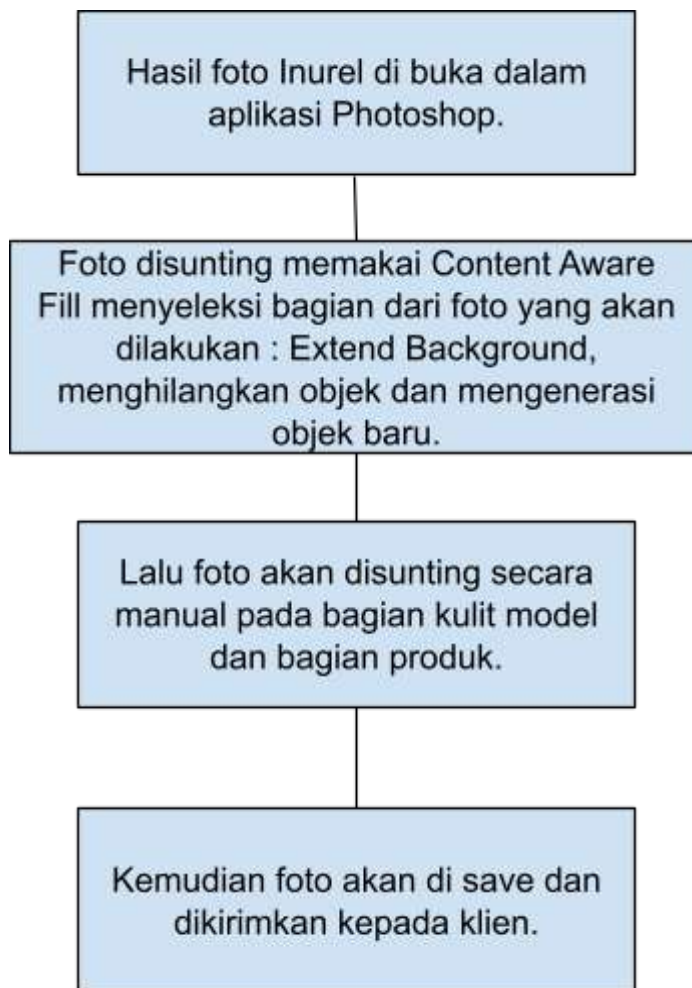 Hasil foto Inurel di buka dalam
aplikasi Photoshop.
Foto disunting memakai Content Aware
Fill menyeleksi bagian dari foto yang akan
dilakukan : Extend Background,
menghilangkan objek dan mengenerasi
objek baru.
Lalu foto akan disunting secara
manual pada bagian kulit model
dan bagian produk.
Kemudian foto akan di save dan
dikirimkan kepada klien.